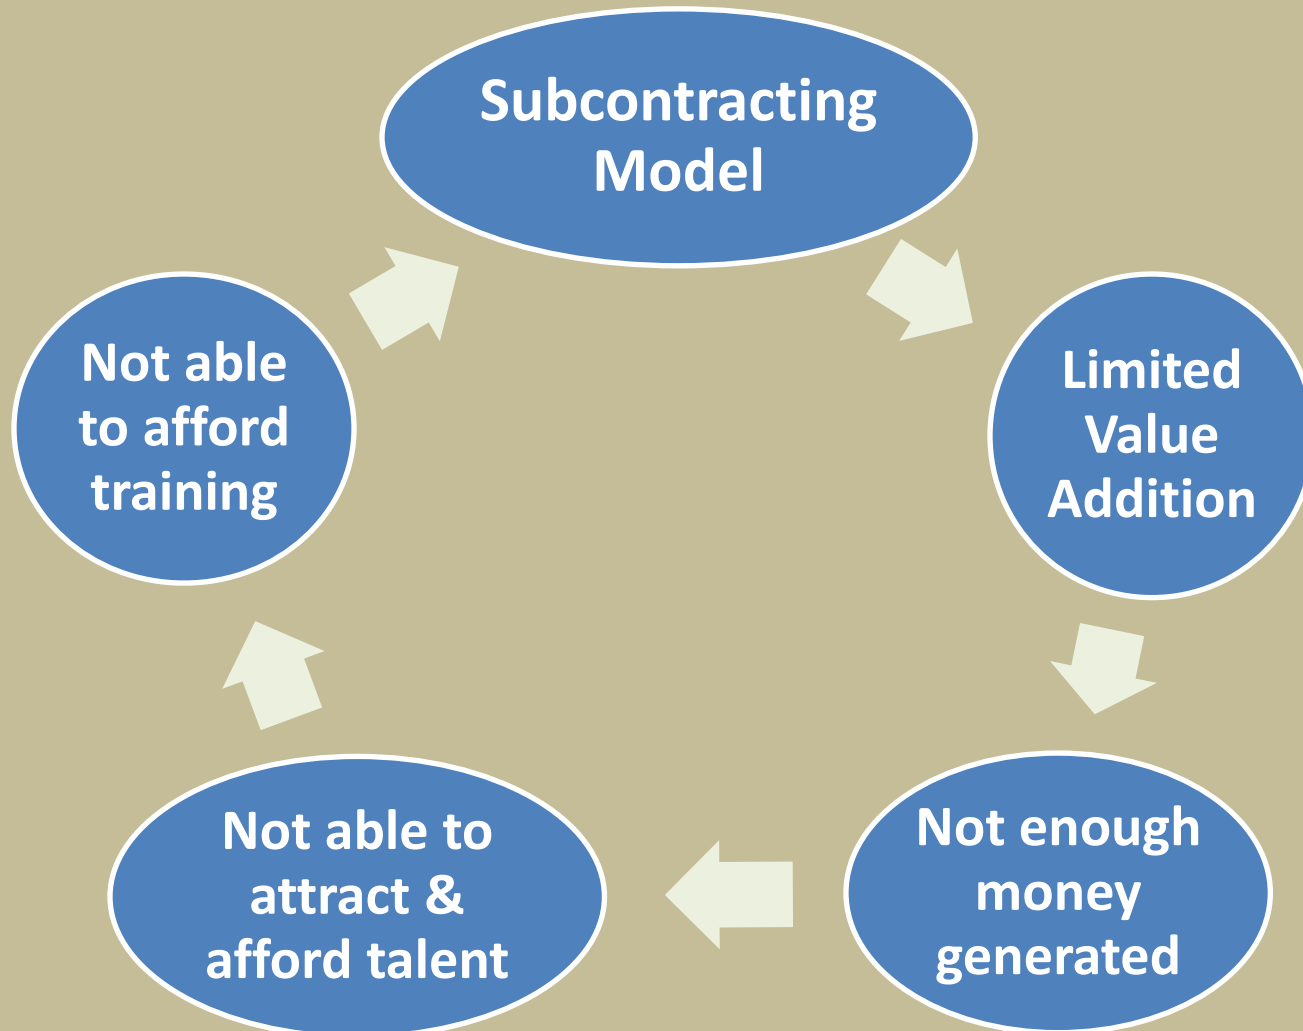 Subcontracting
Model
Limited
Value
Addition
Not enough
money
generated
Not able to
attract &
afford talent
Not able
to afford
training